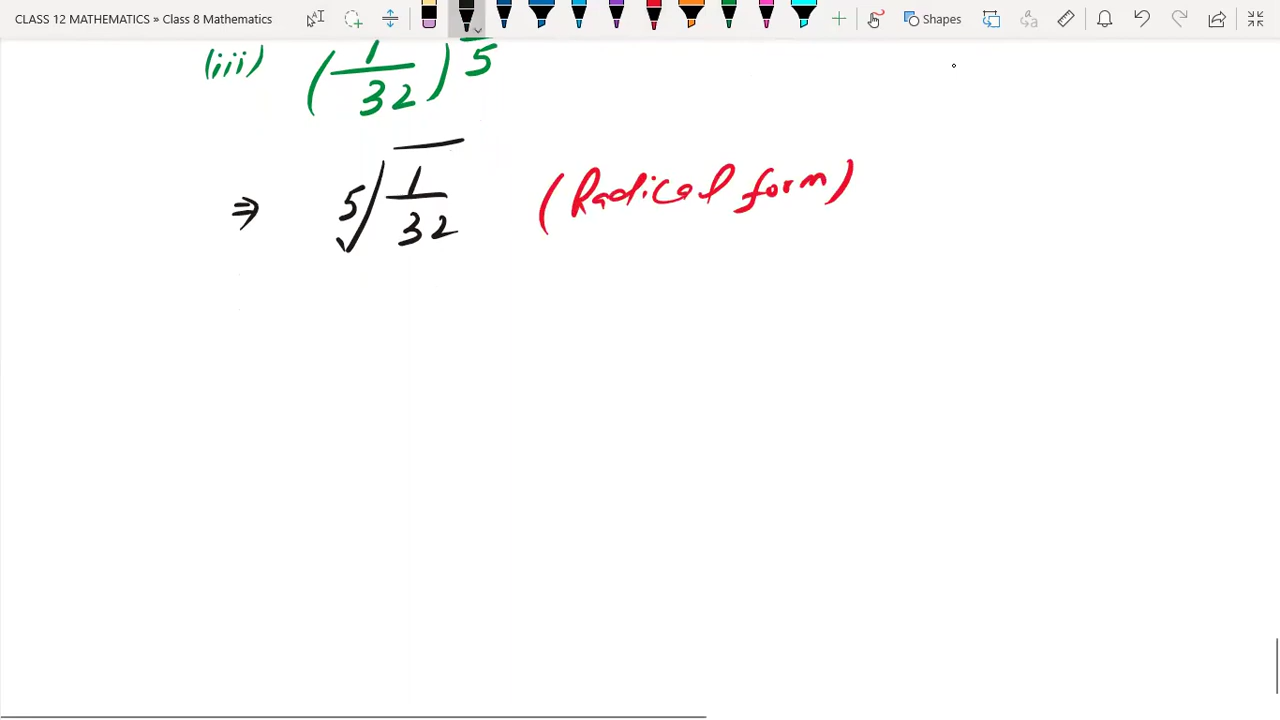 CLASS 12 MATHEMATICS » Class 8 Mathematics Shapes
(iii) (1/32)^‾5
⇒ ⁵√(1/32) (Radical form)